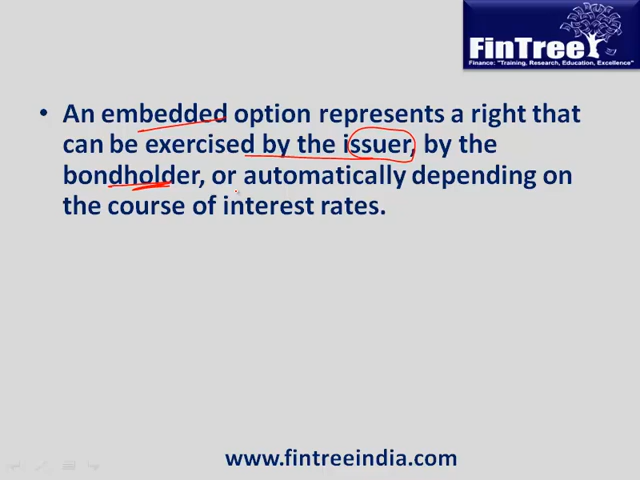 FinTree
Finance: "Training, Research, Education, Excellence"
• An embedded option represents a right that
can be exercised by the issuer, by the
bondholder, or automatically depending on
the course of interest rates.
www.fintreeindia.com